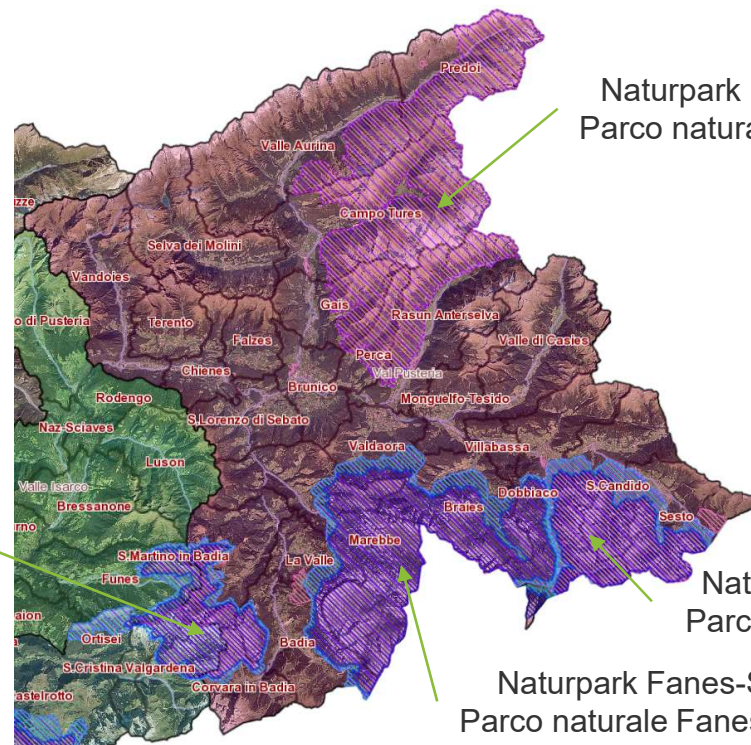 Predoi
Naturpark
Parco natura
Valle Aurina
Campo Tures
Selva dei Molini
Vandoies
Gais
Rasun Anterselva
o di Pusteria
Terento
Falzes
Valle di Casies
Perca
Val Pusteria
Chienes
Brunico
Rodengo
Monguelfo-Tesido
S.Lorenzo di Sebato
Naz-Sciaves
Valdaora
Villabassa
Luson
Valle Isarco
Dobbiaco
S.Candido
Bressanone
Braies
Sesto
Marebbe
S.Martino in Badia
La Valle
Funes
Nat
Parc
Ortisei
Badia
S.Cristina Valgardena
Corvara in Badia
astelrotto
Naturpark Fanes-S
Parco naturale Fanes